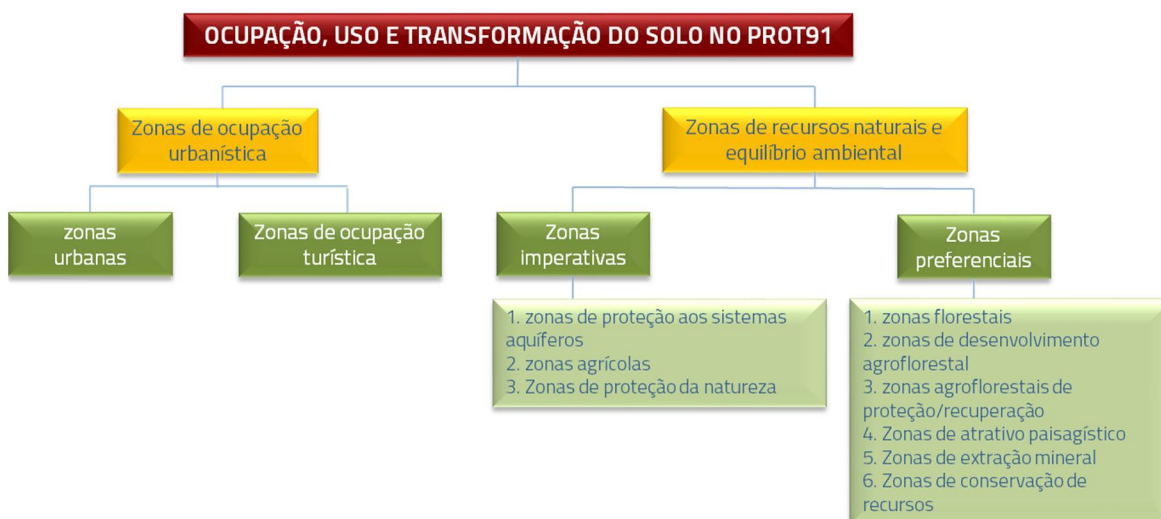 OCUPAÇÃO, USO E TRANSFORMAÇÃO DO SOLO NO PROT91
Zonas de ocupação
urbanística
Zonas de recursos naturais e
equilíbrio ambiental
zonas
urbanas
Zonas de ocupação
turística
Zonas
imperativas
Zonas
preferenciais
1. zonas de proteção aos sistemas
aquíferos
2. zonas agrícolas
3. Zonas de proteção da natureza
1. zonas florestais
2. zonas de desenvolvimento
agroflorestal
3. zonas agroflorestais de
proteção/recuperação
4. Zonas de atrativo paisagístico
5. Zonas de extração mineral
6. Zonas de conservação de
recursos